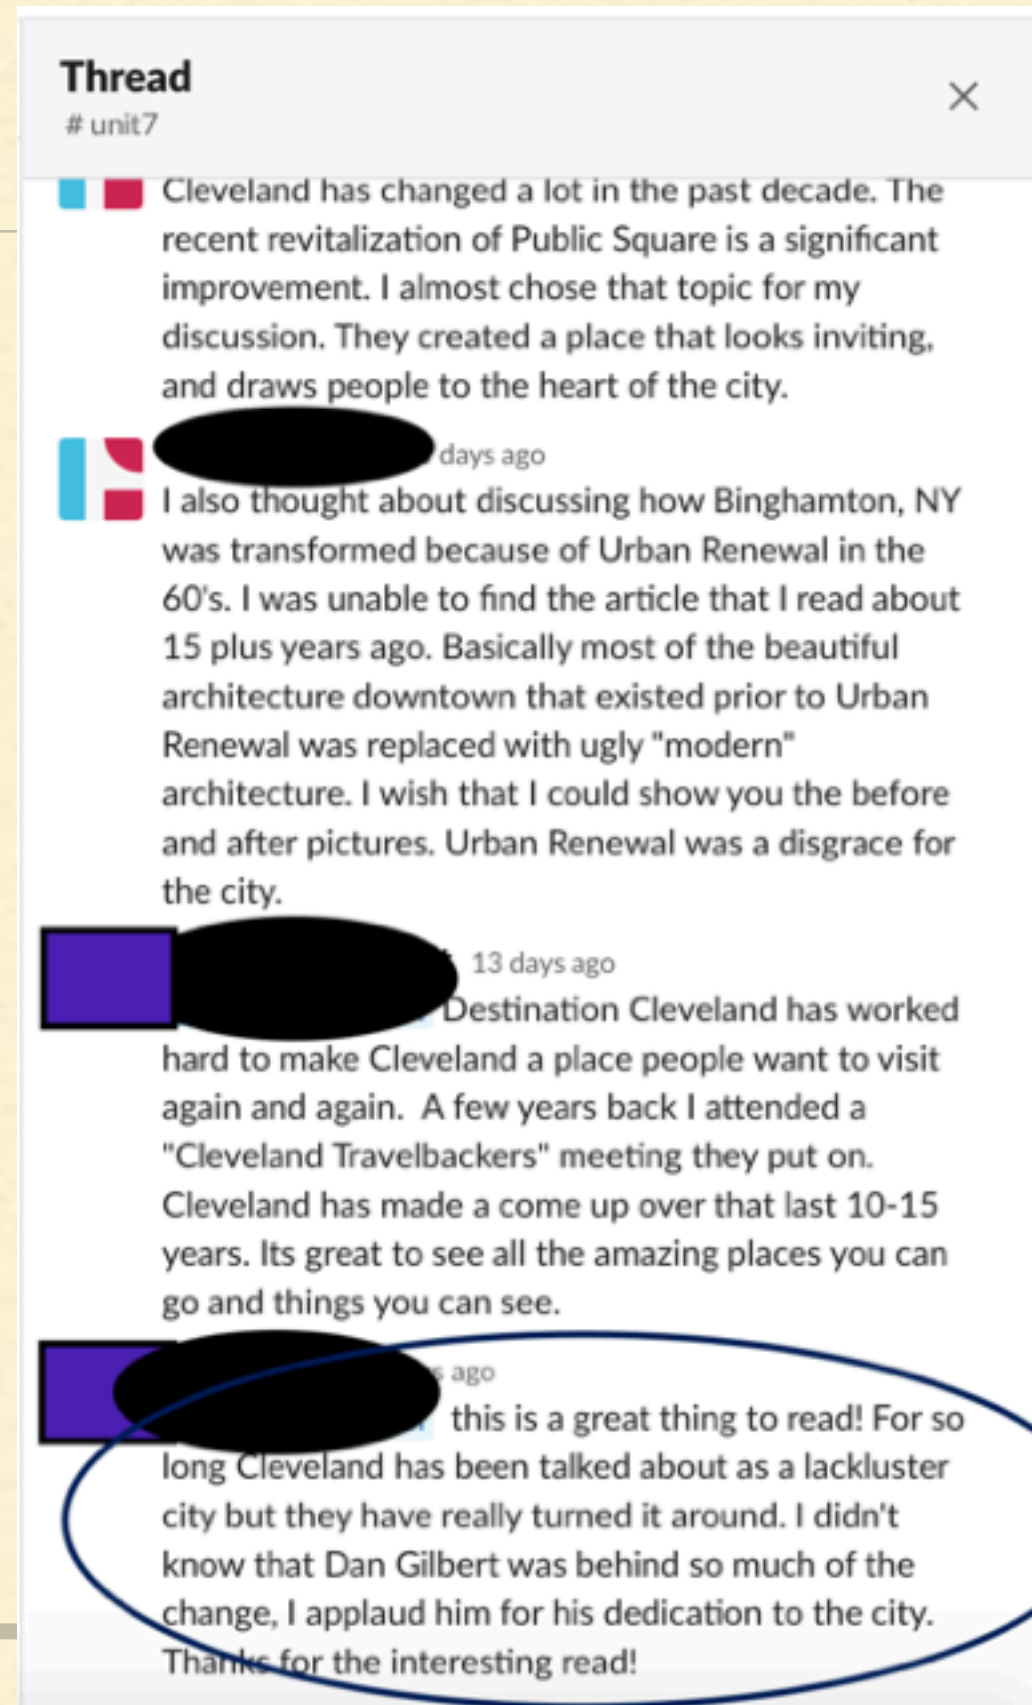 Thread
# unit7
Cleveland has changed a lot in the past decade. The
recent revitalization of Public Square is a significant
improvement. I almost chose that topic for my
discussion. They created a place that looks inviting,
and draws people to the heart of the city.
days ago
I also thought about discussing how Binghamton, NY
was transformed because of Urban Renewal in the
60's. I was unable to find the article that I read about
15 plus years ago. Basically most of the beautiful
architecture downtown that existed prior to Urban
Renewal was replaced with ugly "modern"
architecture. I wish that I could show you the before
and after pictures. Urban Renewal was a disgrace for
the city.
13 days ago
Destination Cleveland has worked
hard to make Cleveland a place people want to visit
again and again. A few years back I attended a
"Cleveland Travelbackers" meeting they put on.
Cleveland has made a come up over that last 10-15
years. Its great to see all the amazing places you can
go and things you can see.
ago
this is a great thing to read! For so
long Cleveland has been talked about as a lackluster
city but they have really turned it around. I didn't
know that Dan Gilbert was behind so much of the
change, I applaud him for his dedication to the city.
Thanks for the interesting read!